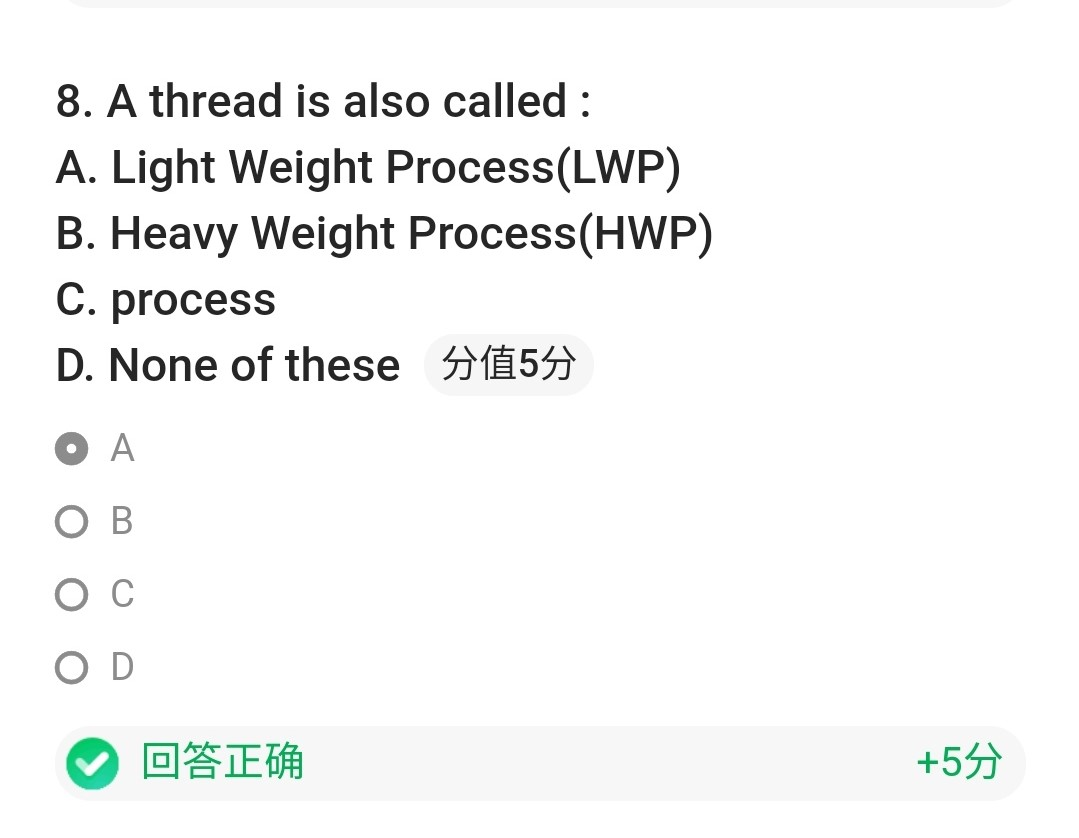 8. A thread is also called :
A. Light Weight Process(LWP)
B. Heavy Weight Process(HWP)
C. process
D. None of these 分值5分
A
B
C
D
回答正确 +5分